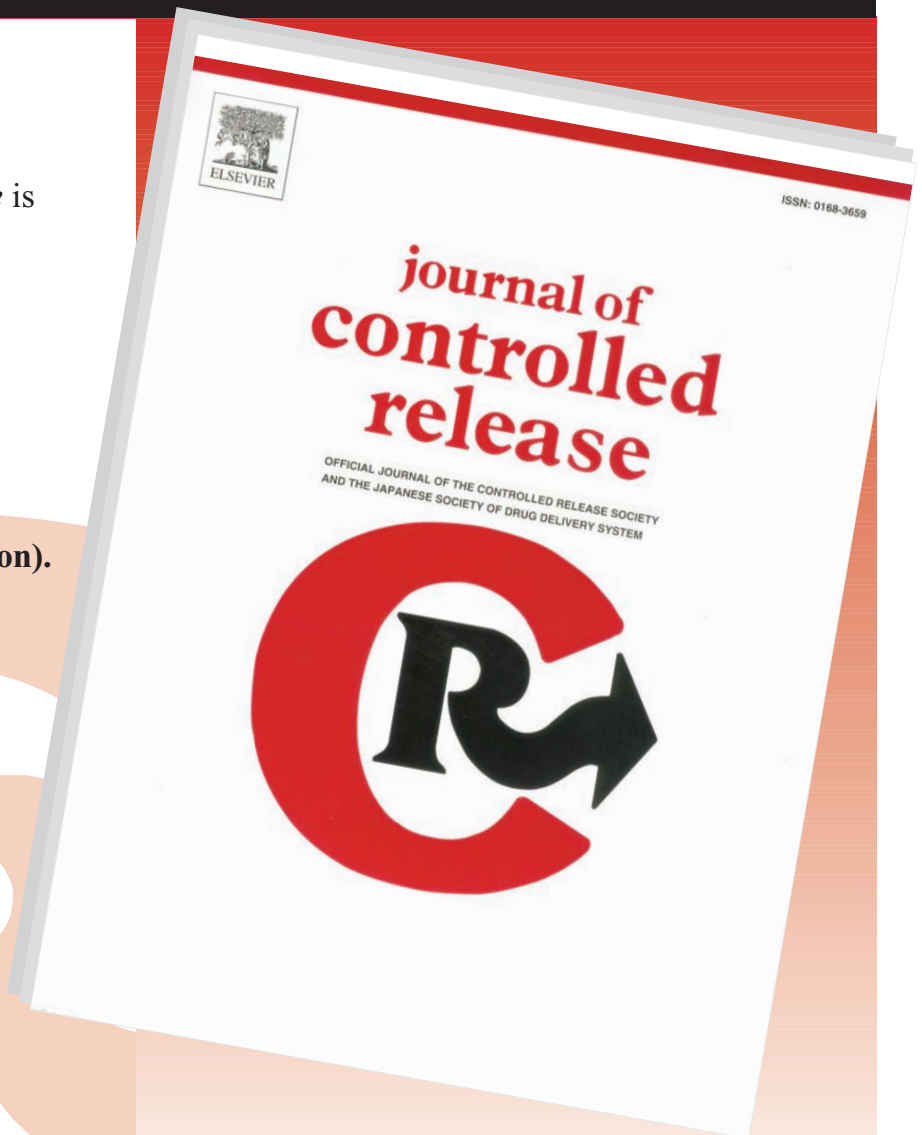 is
on).
ELSEVIER
ISSN: 0168-3659
journal of
controlled
release
OFFICIAL JOURNAL OF THE CONTROLLED RELEASE SOCIETY
AND THE JAPANESE SOCIETY OF DRUG DELIVERY SYSTEM
C
R